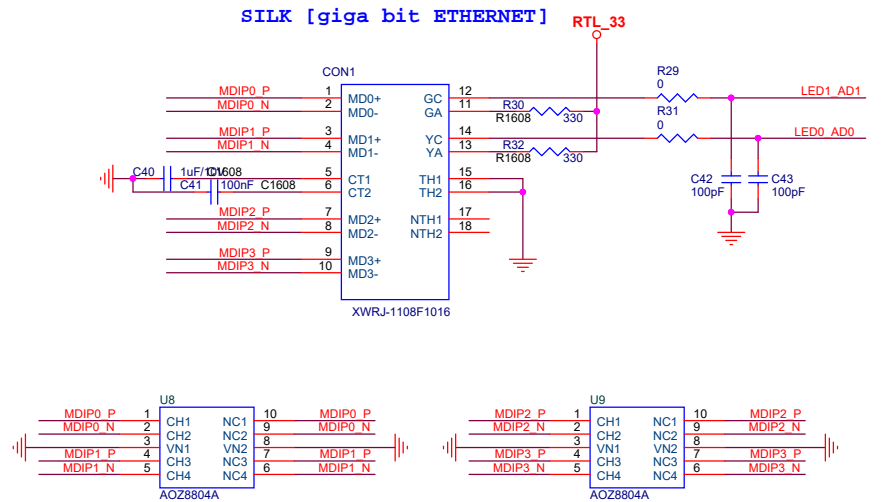 SILK [giga bit ETHERNET]
RTL_33
CON1
R29
0
LED1_AD1
MDIP0_P 1 MD0+ GC 12
MDIP0_N 2 MD0- GA 11 R30 R1608 330
R31
0
LED0_AD0
MDIP1_P 3 MD1+ YC 14
MDIP1_N 4 MD1- YA 13 R32 R1608 330
C40 C1608 5 CT1 TH1 15
C41 100nF C1608 6 CT2 TH2 16
C42 100pF
C43 100pF
MDIP2_P 7 MD2+ NTH1 17
MDIP2_N 8 MD2- NTH2 18
MDIP3_P 9 MD3+
MDIP3_N 10 MD3-
XWRJ-1108F1016
U8
MDIP0_P 1 CH1 NC1 10 MDIP0_P
MDIP0_N 2 CH2 NC2 9 MDIP0_N
3 VN1 VN2 8
MDIP1_P 4 CH3 NC3 7 MDIP1_P
MDIP1_N 5 CH4 NC4 6 MDIP1_N
AOZ8804A
U9
MDIP2_P 1 CH1 NC1 10 MDIP2_P
MDIP2_N 2 CH2 NC2 9 MDIP2_N
3 VN1 VN2 8
MDIP3_P 4 CH3 NC3 7 MDIP3_P
MDIP3_N 5 CH4 NC4 6 MDIP3_N
AOZ8804A